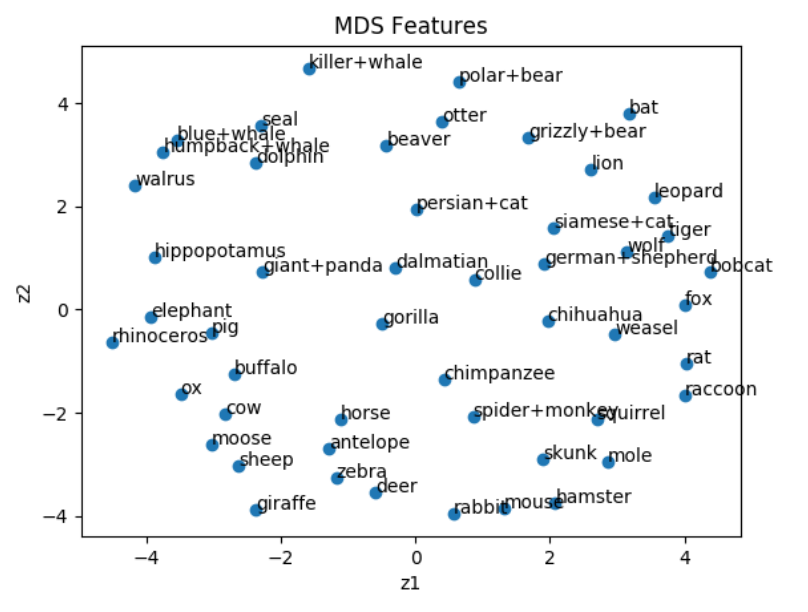 MDS Features
killer+whale
polar+bear
bat
otter
seal
grizzly+bear
blue+whale
beaver
humpback+whale
dolphin
lion
walrus
leopard
persian+cat
siamese+cat
tiger
wolf
hippopotamus
german+shepherd
giant+panda
dalmatian
bobcat
collie
fox
elephant
gorilla
chihuahua
pig
weasel
rhinoceros
rat
buffalo
chimpanzee
ox
raccoon
cow
horse
spider+monkey
squirrel
moose
antelope
sheep
skunk
mole
zebra
deer
giraffe
hamster
rabbit
mouse
4
2
0
−2
−4
z2
−4
−2
0
2
4
z1